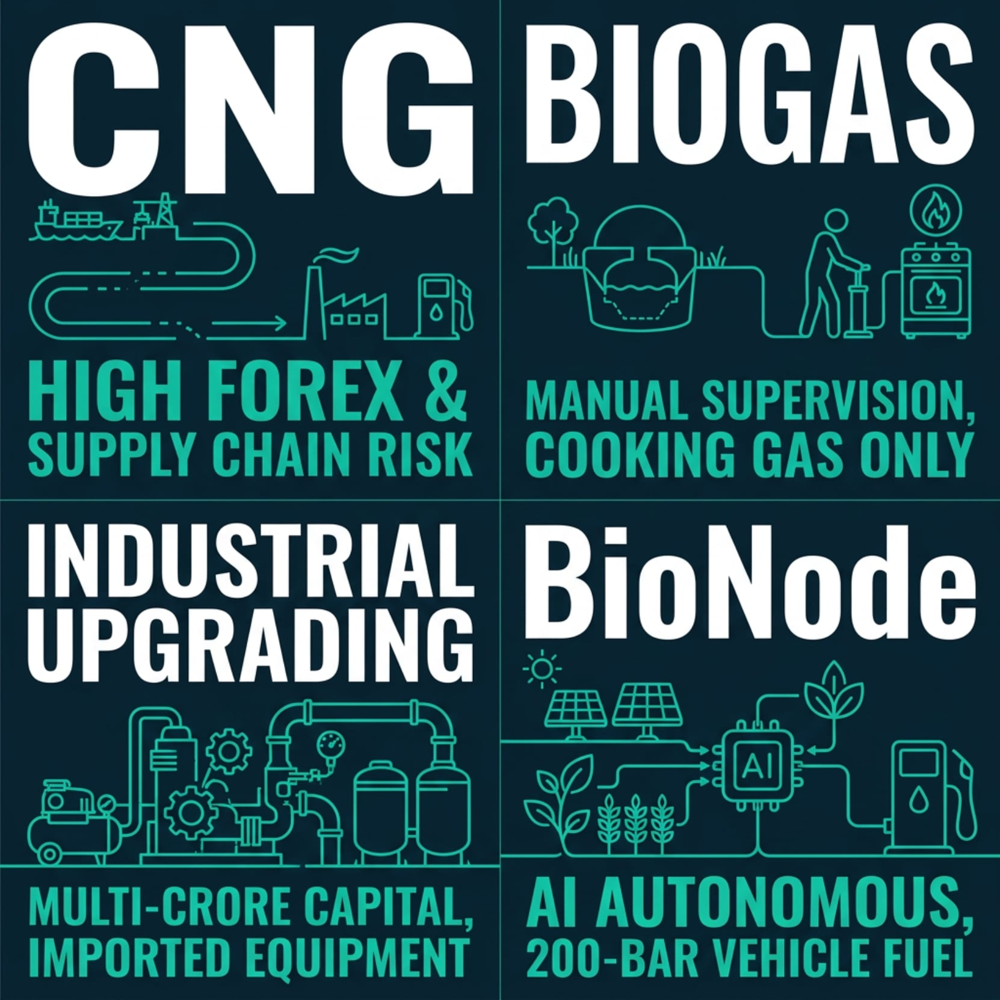 CNG
HIGH FOREX &
SUPPLY CHAIN RISK
BIOGAS
MANUAL SUPERVISION,
COOKING GAS ONLY
INDUSTRIAL
UPGRADING
MULTI-CRORE CAPITAL,
IMPORTED EQUIPMENT
BioNode
AI
AI AUTONOMOUS,
200-BAR VEHICLE FUEL